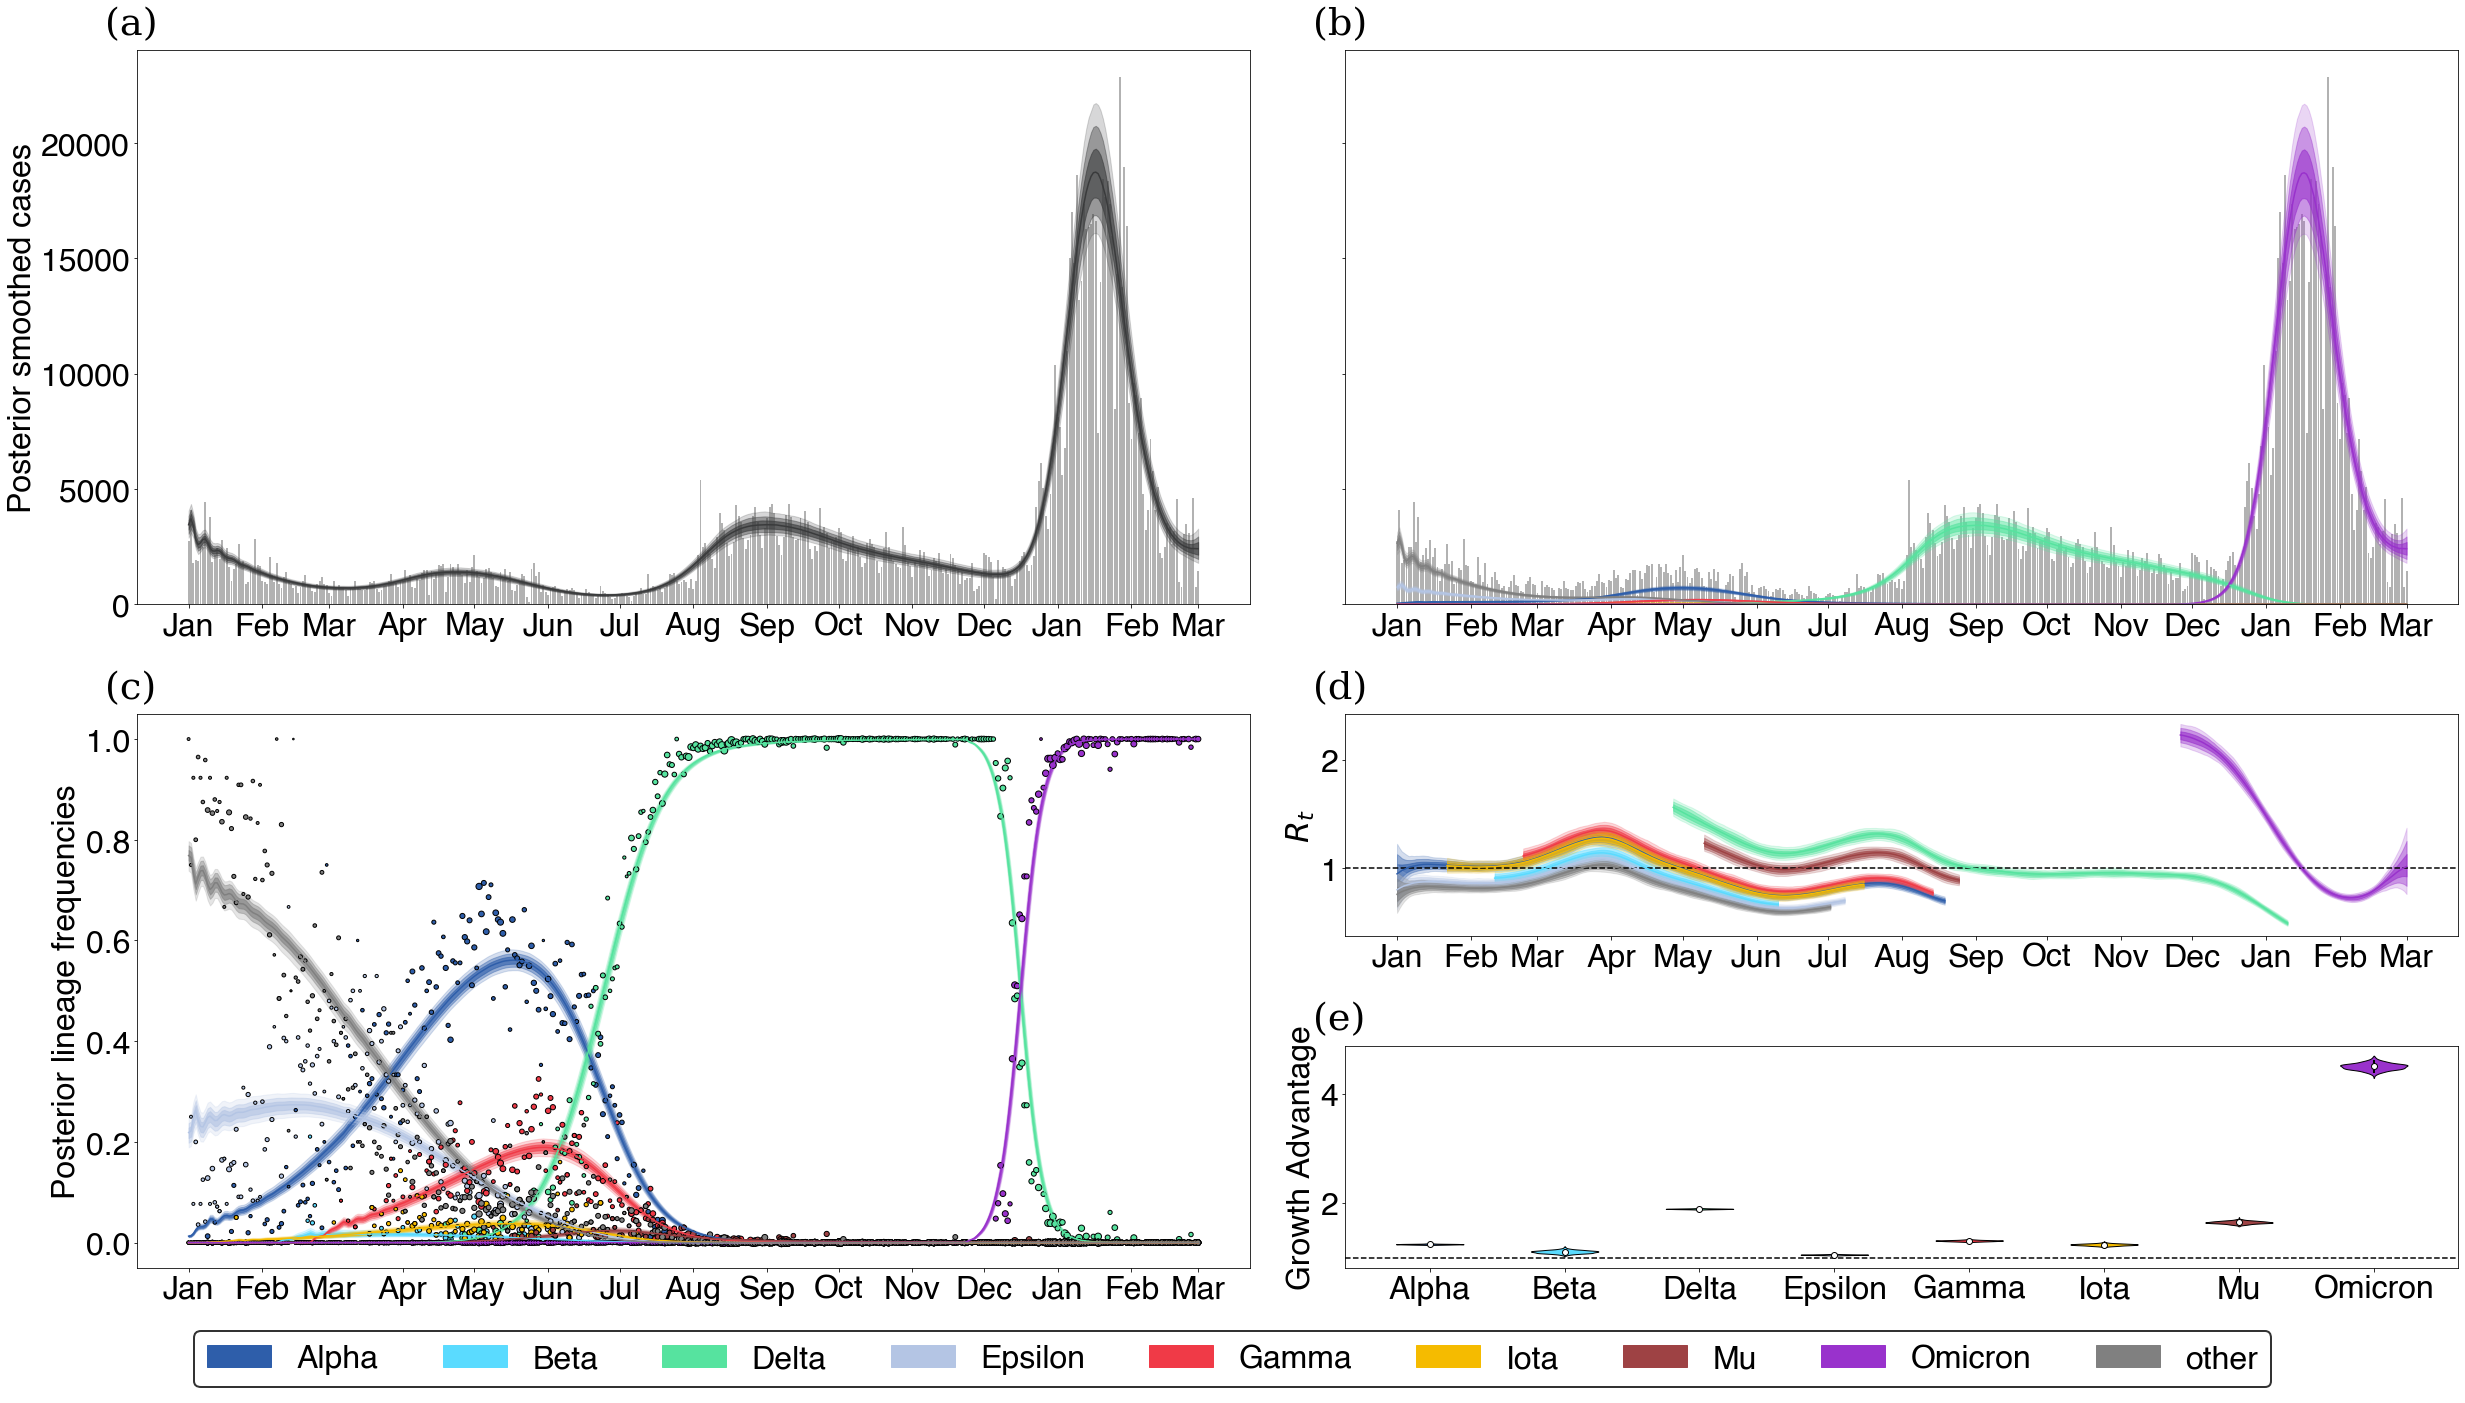 (a)
(b)
Posterior smoothed cases
20000
15000
10000
5000
0
Jan Feb Mar Apr May Jun Jul Aug Sep Oct Nov Dec Jan Feb Mar
Jan Feb Mar Apr May Jun Jul Aug Sep Oct Nov Dec Jan Feb Mar
(c)
Posterior lineage frequencies
1.0
0.8
0.6
0.4
0.2
0.0
Jan Feb Mar Apr May Jun Jul Aug Sep Oct Nov Dec Jan Feb Mar
(d)
R_t
2
1
Jan Feb Mar Apr May Jun Jul Aug Sep Oct Nov Dec Jan Feb Mar
(e)
Growth Advantage
4
2
Alpha Beta Delta Epsilon Gamma Iota Mu Omicron
Alpha Beta Delta Epsilon Gamma Iota Mu Omicron other